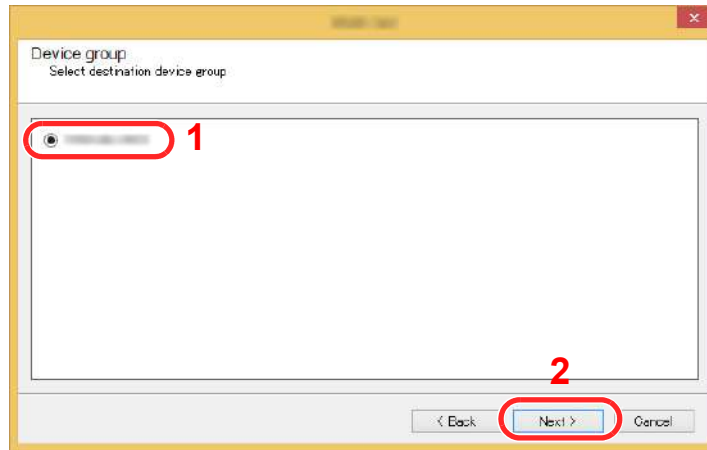 Device group
Select destination device group
1
2
< Back
Next >
Cancel